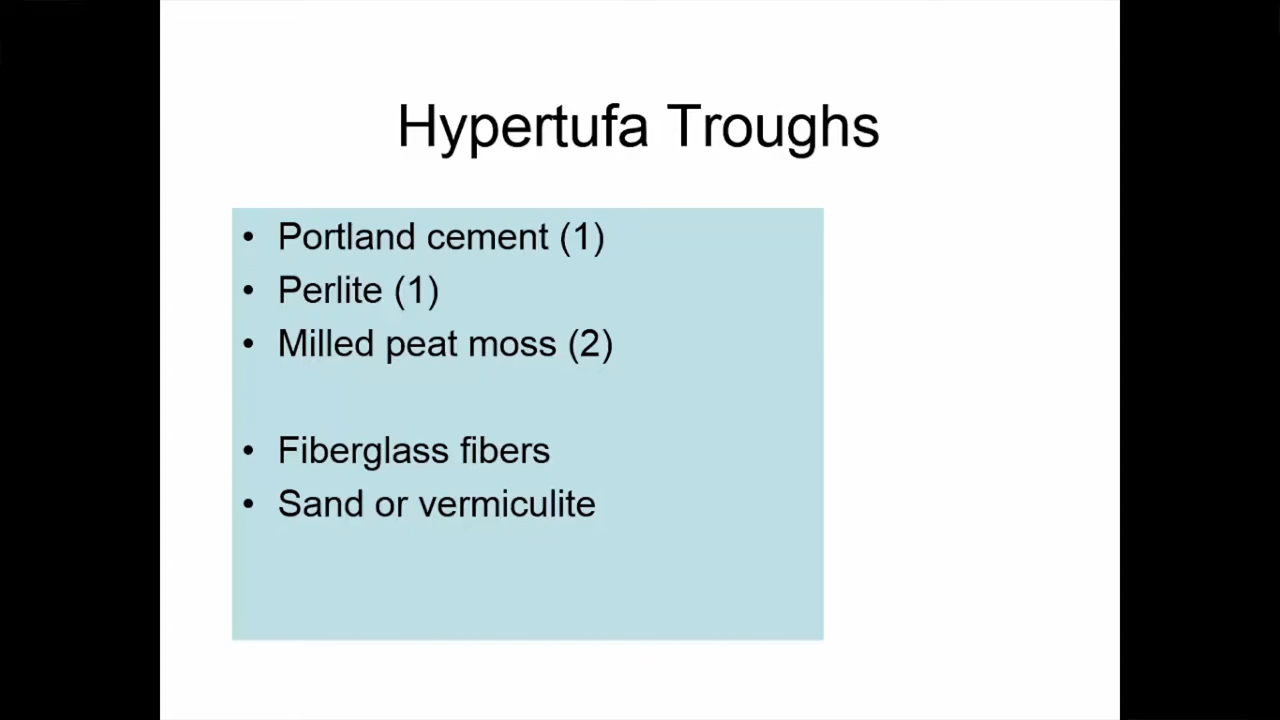 Hypertufa Troughs
• Portland cement (1)
• Perlite (1)
• Milled peat moss (2)
• Fiberglass fibers
• Sand or vermiculite